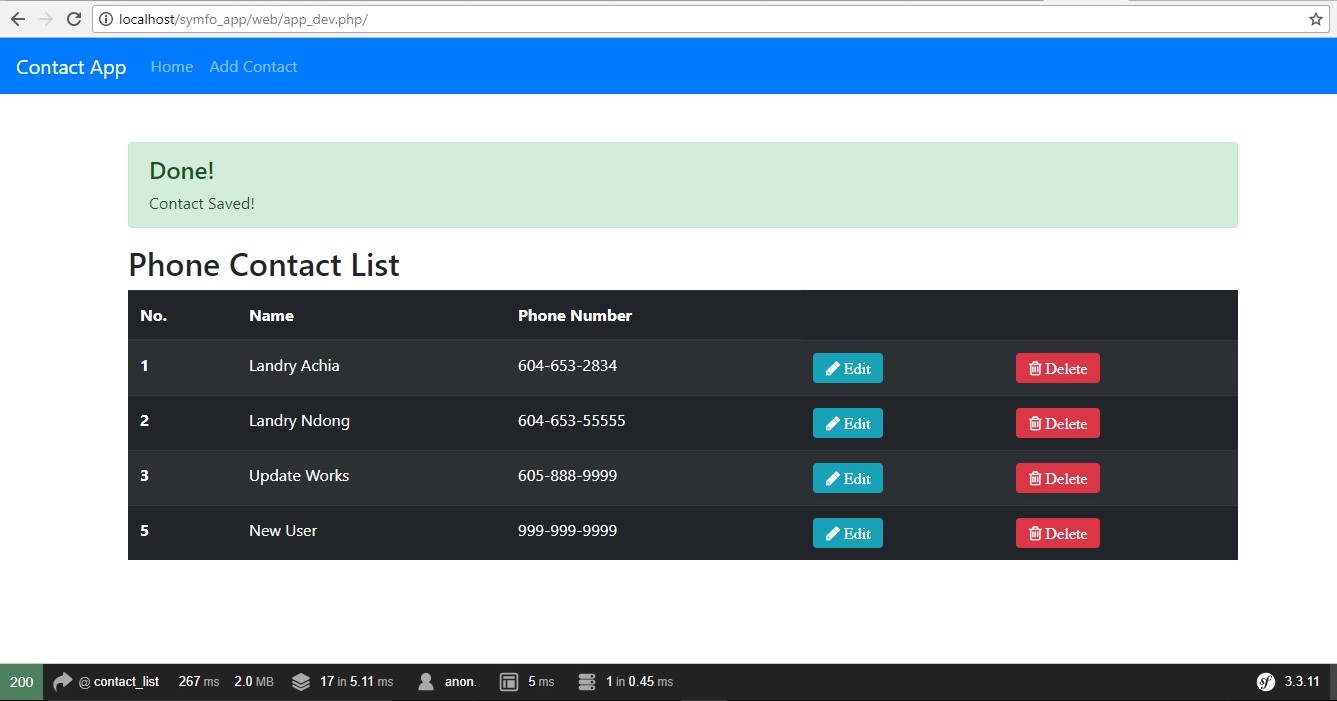 localhost/symfo_app/web/app_dev.php/
Contact App Home Add Contact
Done!
Contact Saved!
Phone Contact List
No. Name Phone Number
1 Landry Achia 604-653-2834 Edit Delete
2 Landry Ndong 604-653-55555 Edit Delete
3 Update Works 605-888-9999 Edit Delete
5 New User 999-999-9999 Edit Delete
200 @ contact_list 267 ms 2.0 MB 17 in 5.11 ms anon. 5 ms 1 in 0.45 ms sf 3.3.11